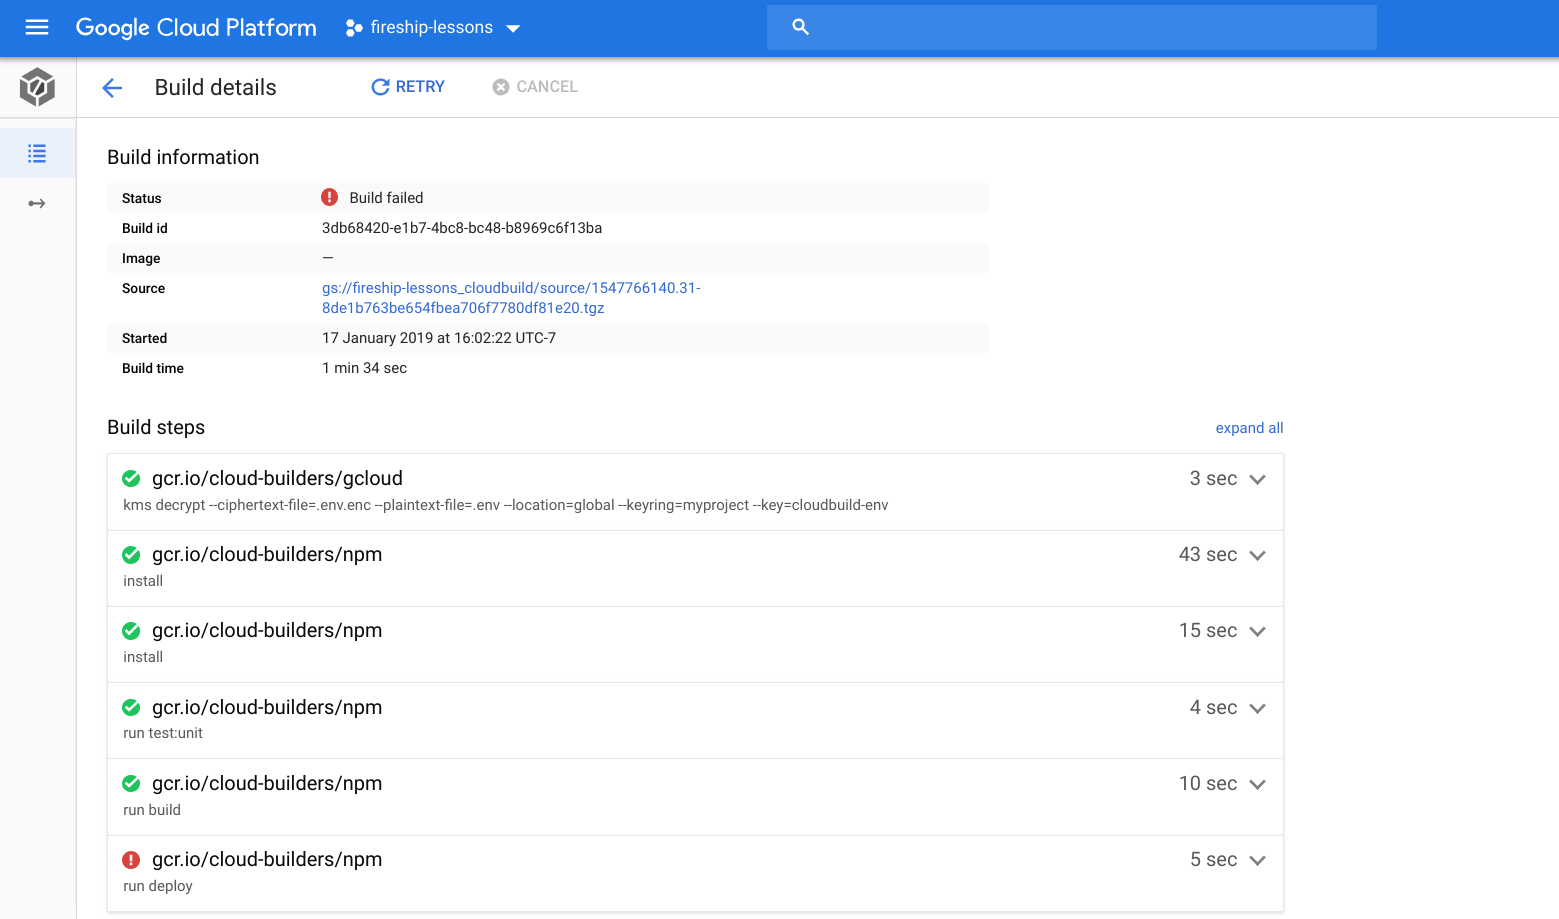 Google Cloud Platform
fireship-lessons
Build details
RETRY
CANCEL
Build information
Status Build failed
Build id 3db68420-e1b7-4bc8-bc48-b8969c6f13ba
Image —
Source gs://fireship-lessons_cloudbuild/source/1547766140.31-
8de1b763be654fbea706f7780df81e20.tgz
Started 17 January 2019 at 16:02:22 UTC-7
Build time 1 min 34 sec
Build steps expand all
gcr.io/cloud-builders/gcloud 3 sec
kms decrypt --ciphertext-file=.env.enc --plaintext-file=.env --location=global --keyring=myproject --key=cloudbuild-env
gcr.io/cloud-builders/npm 43 sec
install
gcr.io/cloud-builders/npm 15 sec
install
gcr.io/cloud-builders/npm 4 sec
run test:unit
gcr.io/cloud-builders/npm 10 sec
run build
gcr.io/cloud-builders/npm 5 sec
run deploy